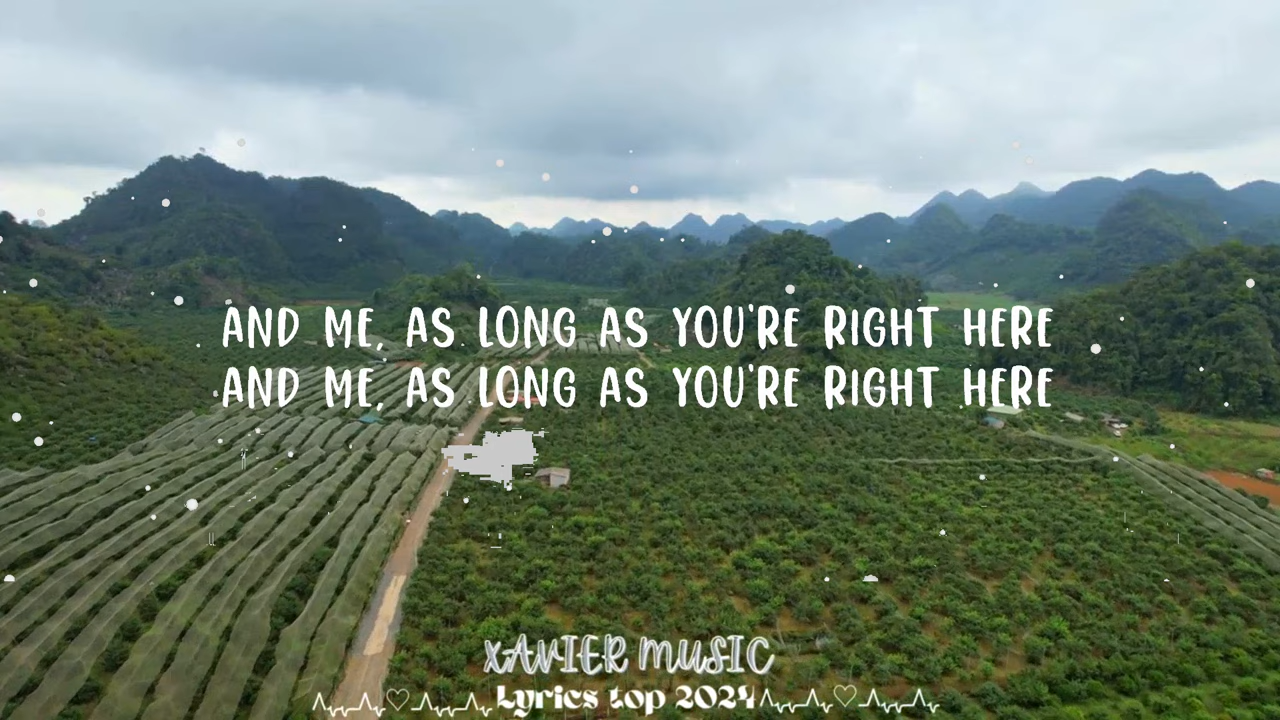 AND ME, AS LONG AS YOU'RE RIGHT HERE
AND ME, AS LONG AS YOU'RE RIGHT HERE
XAVIER MUSIC
Lyrics top 2024